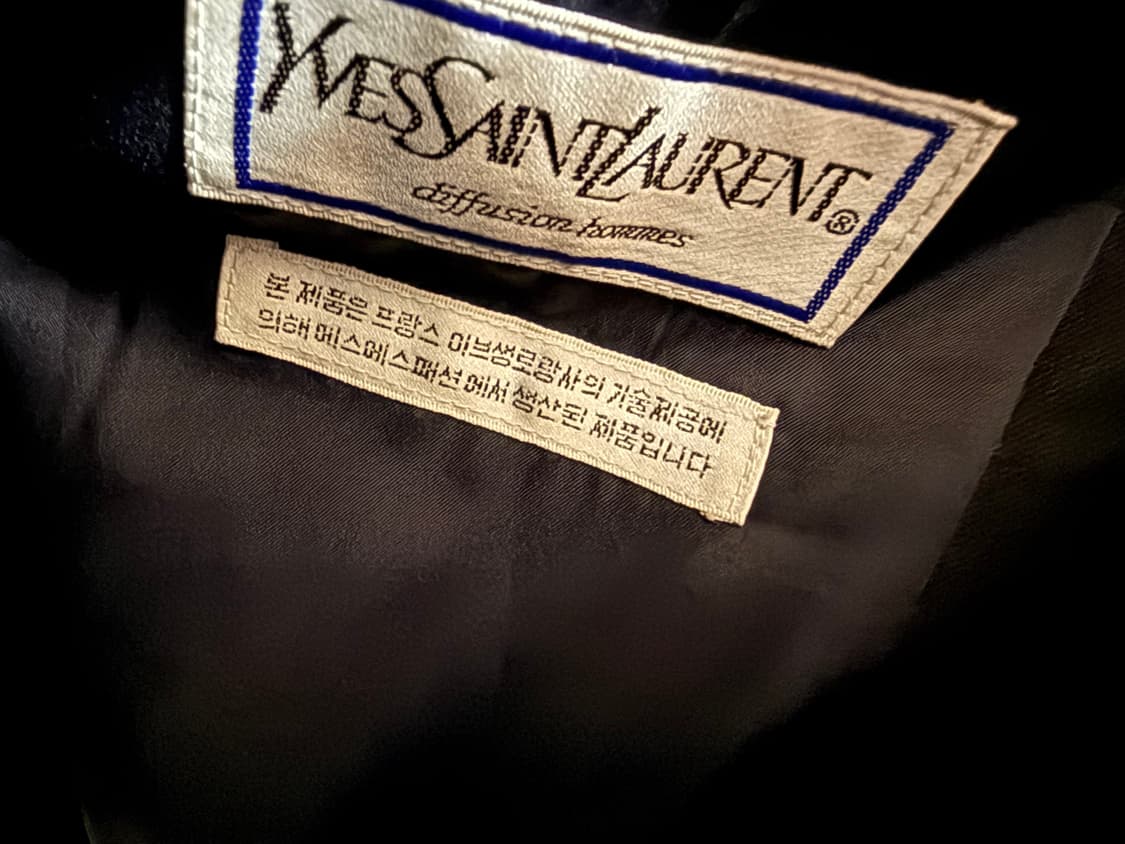 YVES SAINT LAURENT®
diffusion hommes
본 제품은 프랑스 이브생로랑사의 기술제공에
의해 에스에스패션에서 생산된 제품입니다